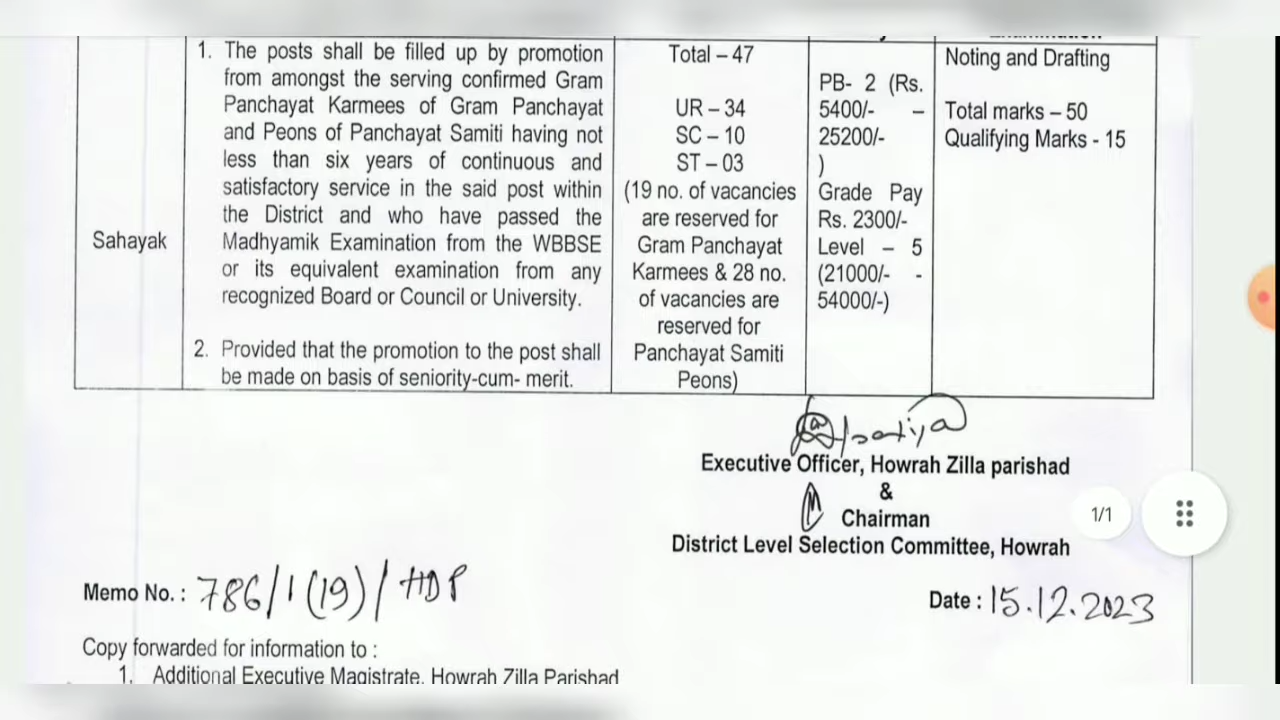 1. The posts shall be filled up by promotion
from amongst the serving confirmed Gram
Panchayat Karmees of Gram Panchayat
and Peons of Panchayat Samiti having not
less than six years of continuous and
satisfactory service in the said post within
the District and who have passed the
Madhyamik Examination from the WBBSE
or its equivalent examination from any
recognized Board or Council or University.
2. Provided that the promotion to the post shall
be made on basis of seniority-cum- merit.
Sahayak
Total – 47
UR – 34
SC – 10
ST – 03
(19 no. of vacancies
are reserved for
Gram Panchayat
Karmees & 28 no.
of vacancies are
reserved for
Panchayat Samiti
Peons)
PB- 2 (Rs.
5400/- –
25200/-
)
Grade Pay
Rs. 2300/-
Level – 5
(21000/- -
54000/-)
Noting and Drafting
Total marks – 50
Qualifying Marks - 15
Executive Officer, Howrah Zilla parishad
&
Chairman
District Level Selection Committee, Howrah
1/1
Memo No. : 786/1(19)/HDP
Date : 15.12.2023
Copy forwarded for information to :
1. Additional Executive Magistrate, Howrah Zilla Parishad